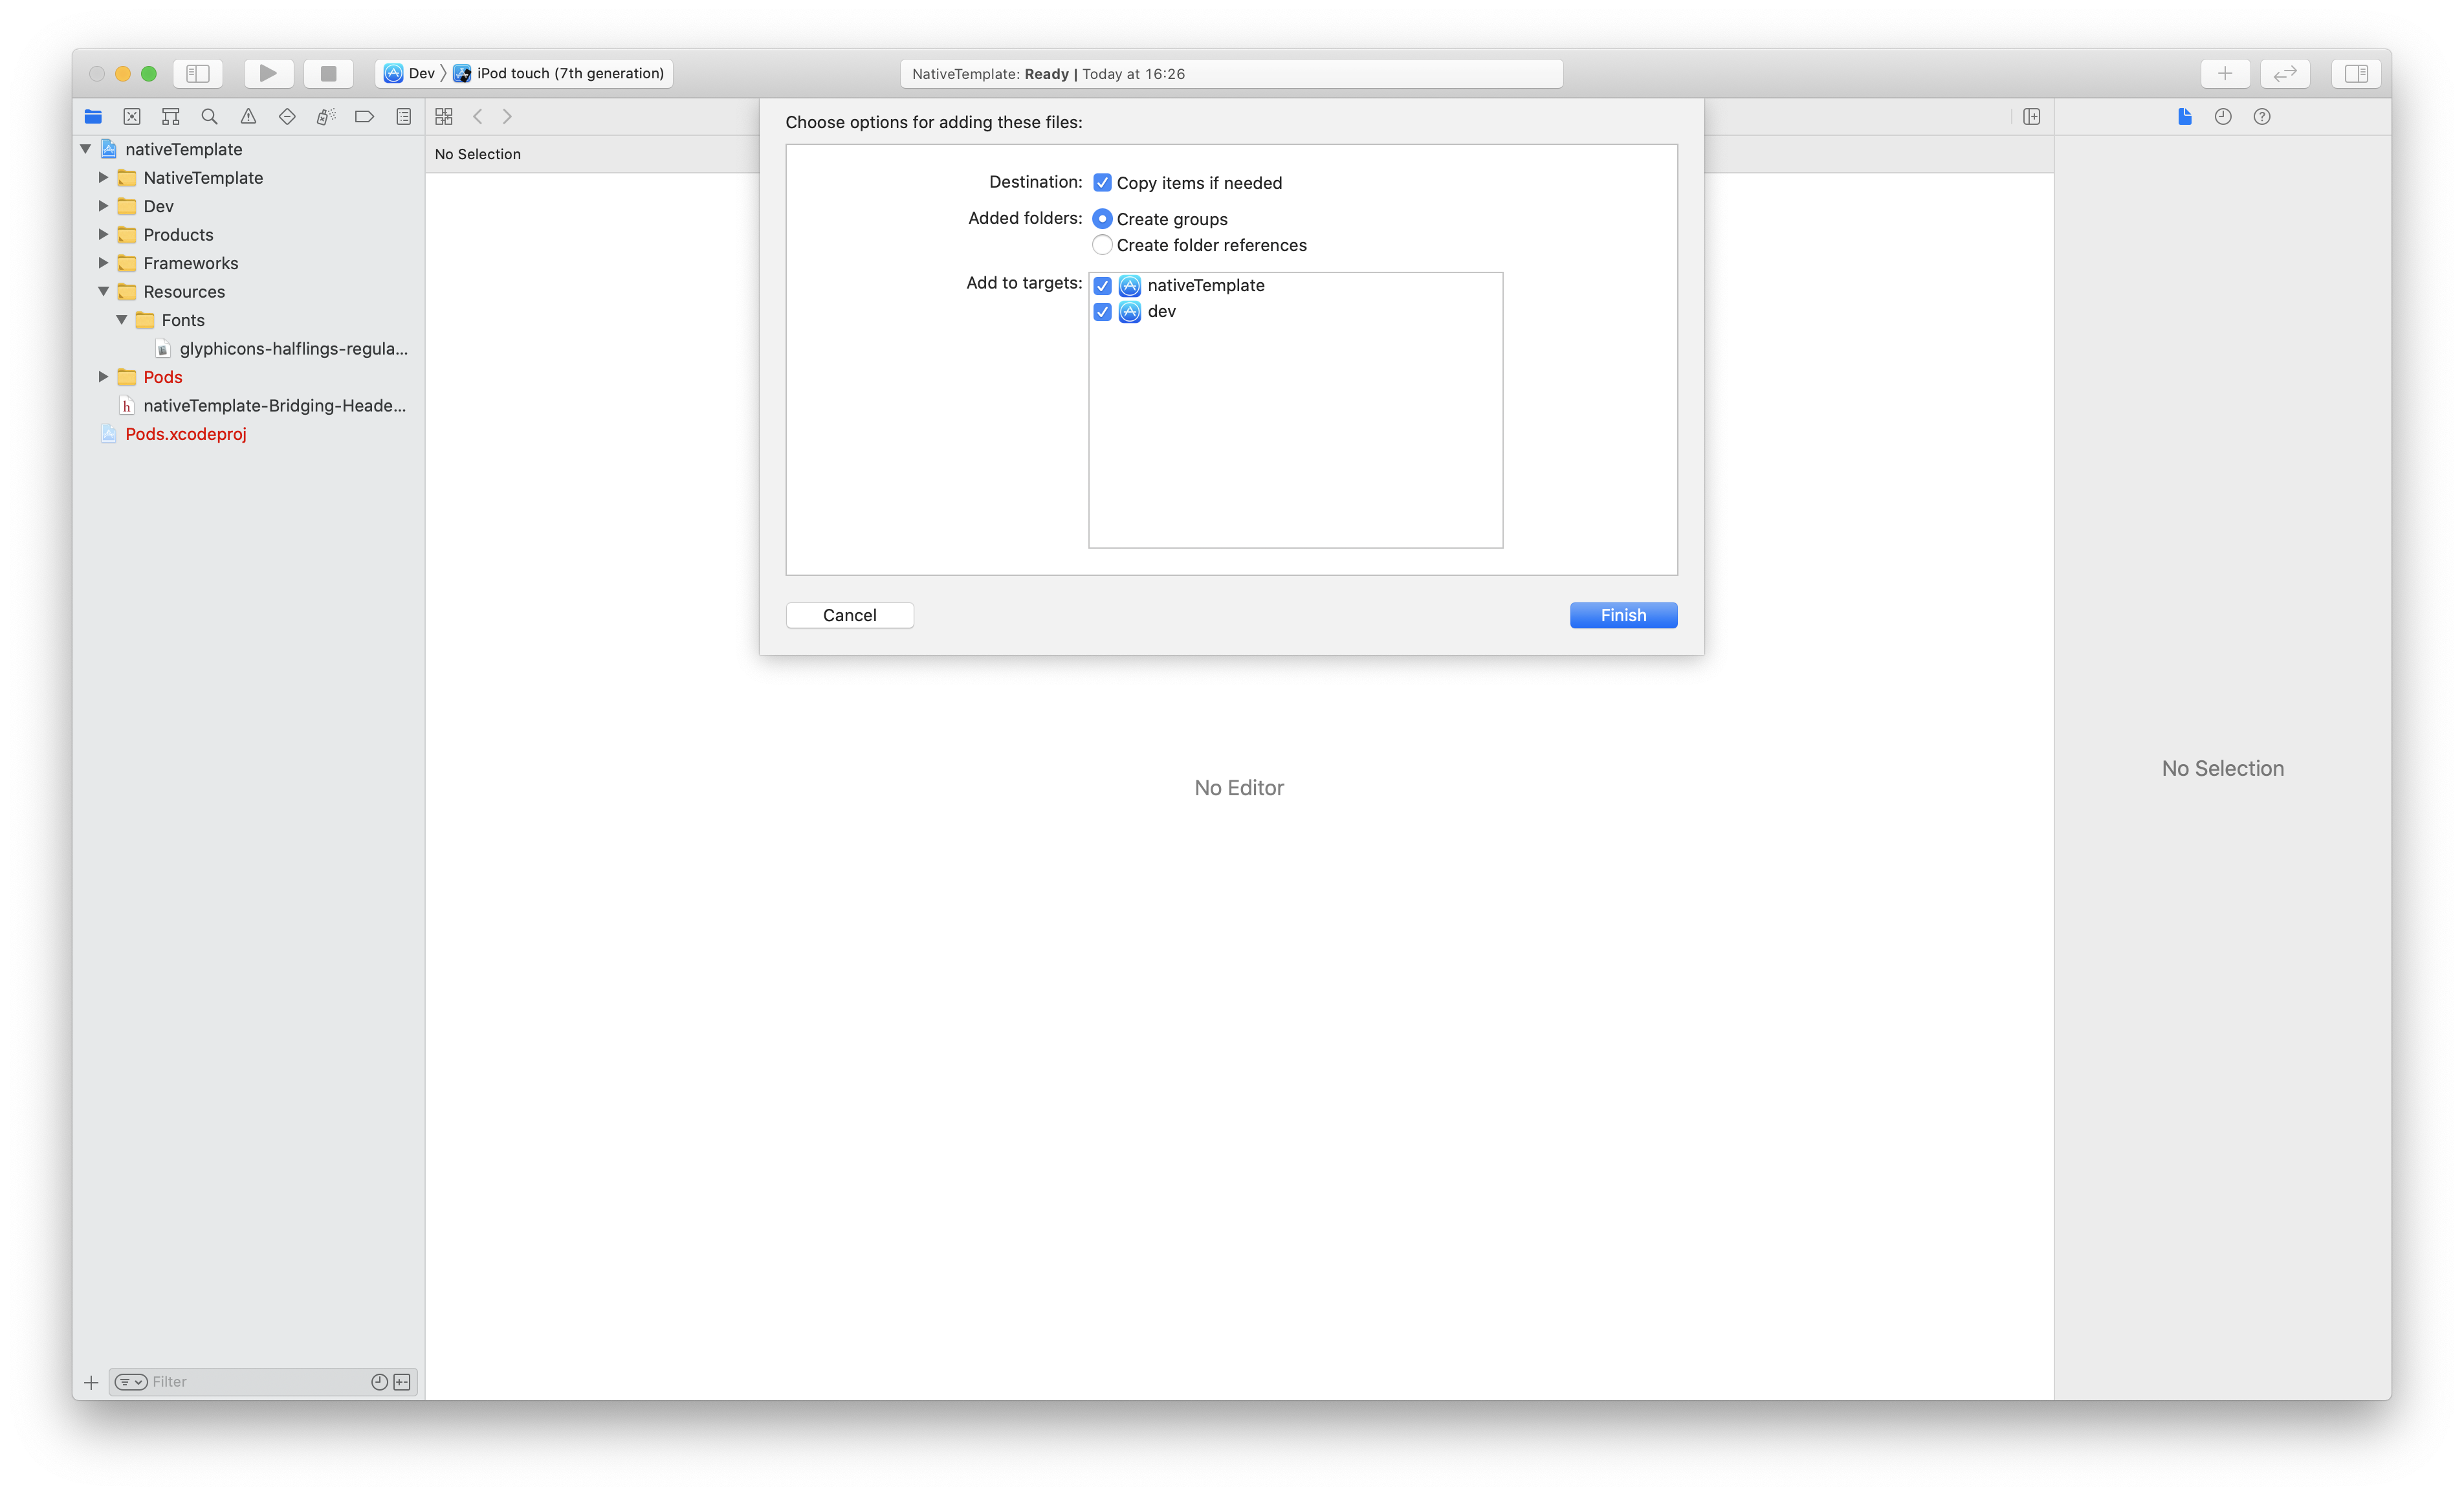 Dev
iPod touch (7th generation)
NativeTemplate: Ready | Today at 16:26
nativeTemplate
NativeTemplate
Dev
Products
Frameworks
Resources
Fonts
glyphicons-halflings-regula...
Pods
nativeTemplate-Bridging-Heade...
Pods.xcodeproj
No Selection
Choose options for adding these files:
Destination: Copy items if needed
Added folders: Create groups
Create folder references
Add to targets: nativeTemplate
dev
Cancel
Finish
No Editor
No Selection
Filter